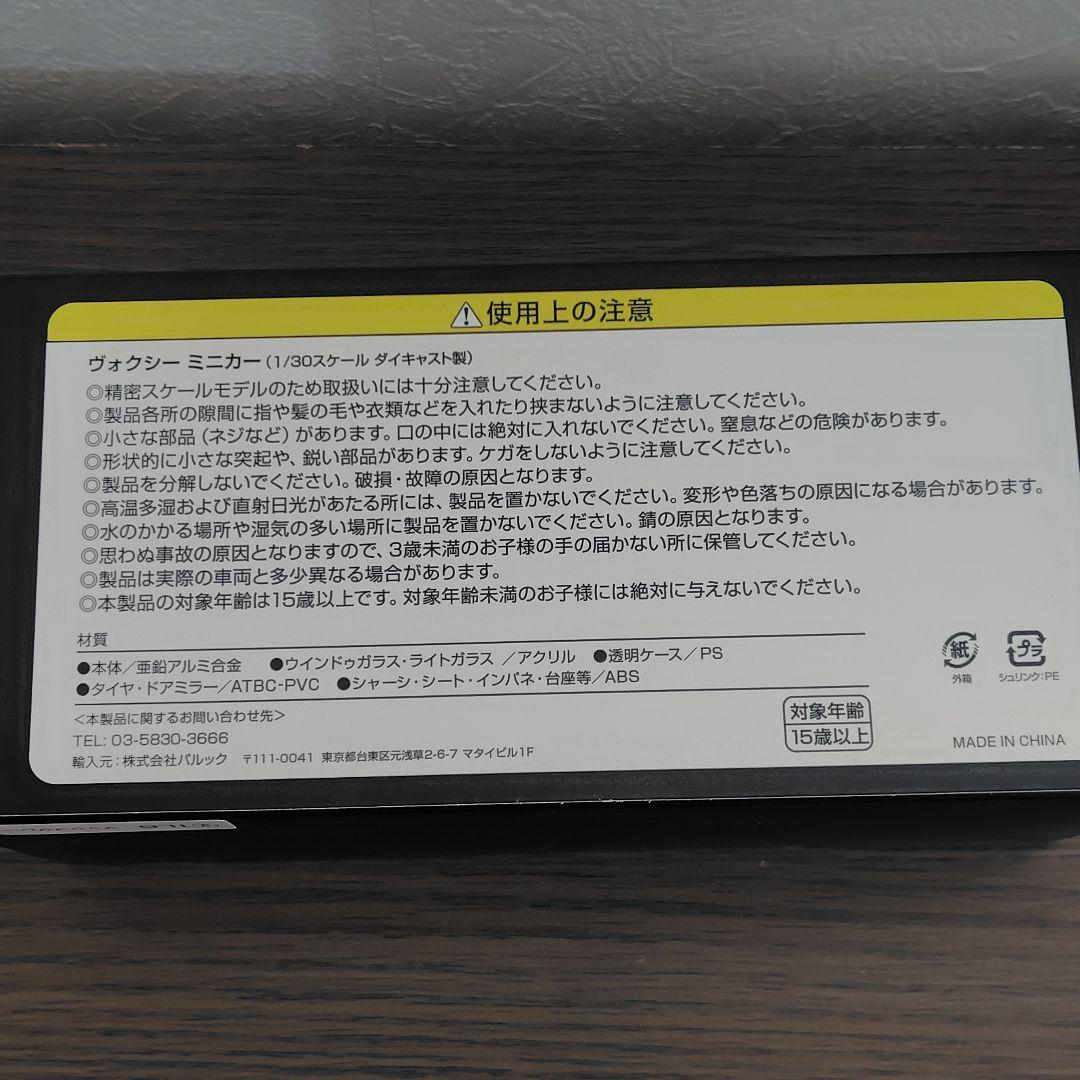 使用上の注意
ヴォクシー ミニカー(1/30スケール ダイキャスト製)
◎精密スケールモデルのため取扱いには十分注意してください。
◎製品各所の隙間に指や髪の毛や衣類などを入れたり挟まないように注意してください。
◎小さな部品(ネジなど)があります。口の中には絶対に入れないでください。窒息などの危険があります。
◎形状的に小さな突起や、鋭い部品があります。ケガをしないように注意してください。
◎製品を分解しないでください。破損・故障の原因となります。
◎高温多湿および直射日光があたる所には、製品を置かないでください。変形や色落ちの原因になる場合があります。
◎水のかかる場所や湿気の多い場所に製品を置かないでください。錆の原因となります。
◎思わぬ事故の原因となりますので、3歳未満のお子様の手の届かない所に保管してください。
◎製品は実際の車両と多少異なる場合があります。
◎本製品の対象年齢は15歳以上です。対象年齢未満のお子様には絶対に与えないでください。
材質
●本体/亜鉛アルミ合金 ●ウインドゥガラス・ライトガラス /アクリル ●透明ケース/PS
●タイヤ・ドアミラー/ATBC-PVC ●シャーシ・シート・インパネ・台座等/ABS
<本製品に関するお問い合わせ先>
TEL: 03-5830-3666
輸入元:株式会社パルック 〒111-0041 東京都台東区元浅草2-6-7 マタイビル1F
対象年齢
15歳以上
紙
外箱
プラ
シュリンク:PE
MADE IN CHINA